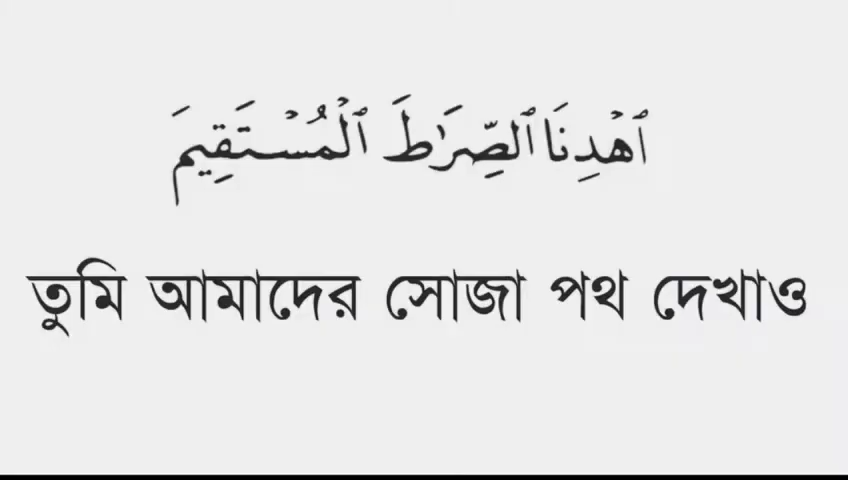 ٱهْدِنَا ٱلصِّرَٰطَ ٱلْمُسْتَقِيمَ
তুমি আমাদের সোজা পথ দেখাও